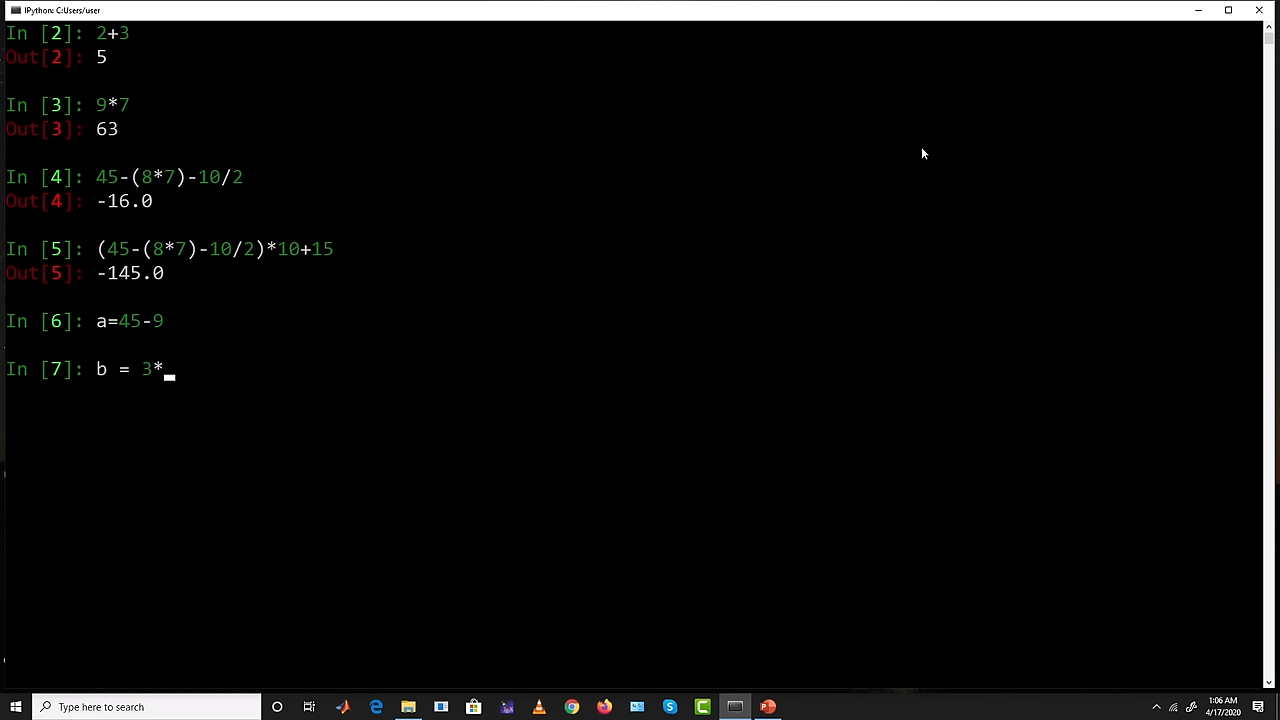 IPython: C:Users/user
In [2]: 2+3
Out[2]: 5
In [3]: 9*7
Out[3]: 63
In [4]: 45-(8*7)-10/2
Out[4]: -16.0
In [5]: (45-(8*7)-10/2)*10+15
Out[5]: -145.0
In [6]: a=45-9
In [7]: b = 3*
Type here to search
1:06 AM
4/17/2020